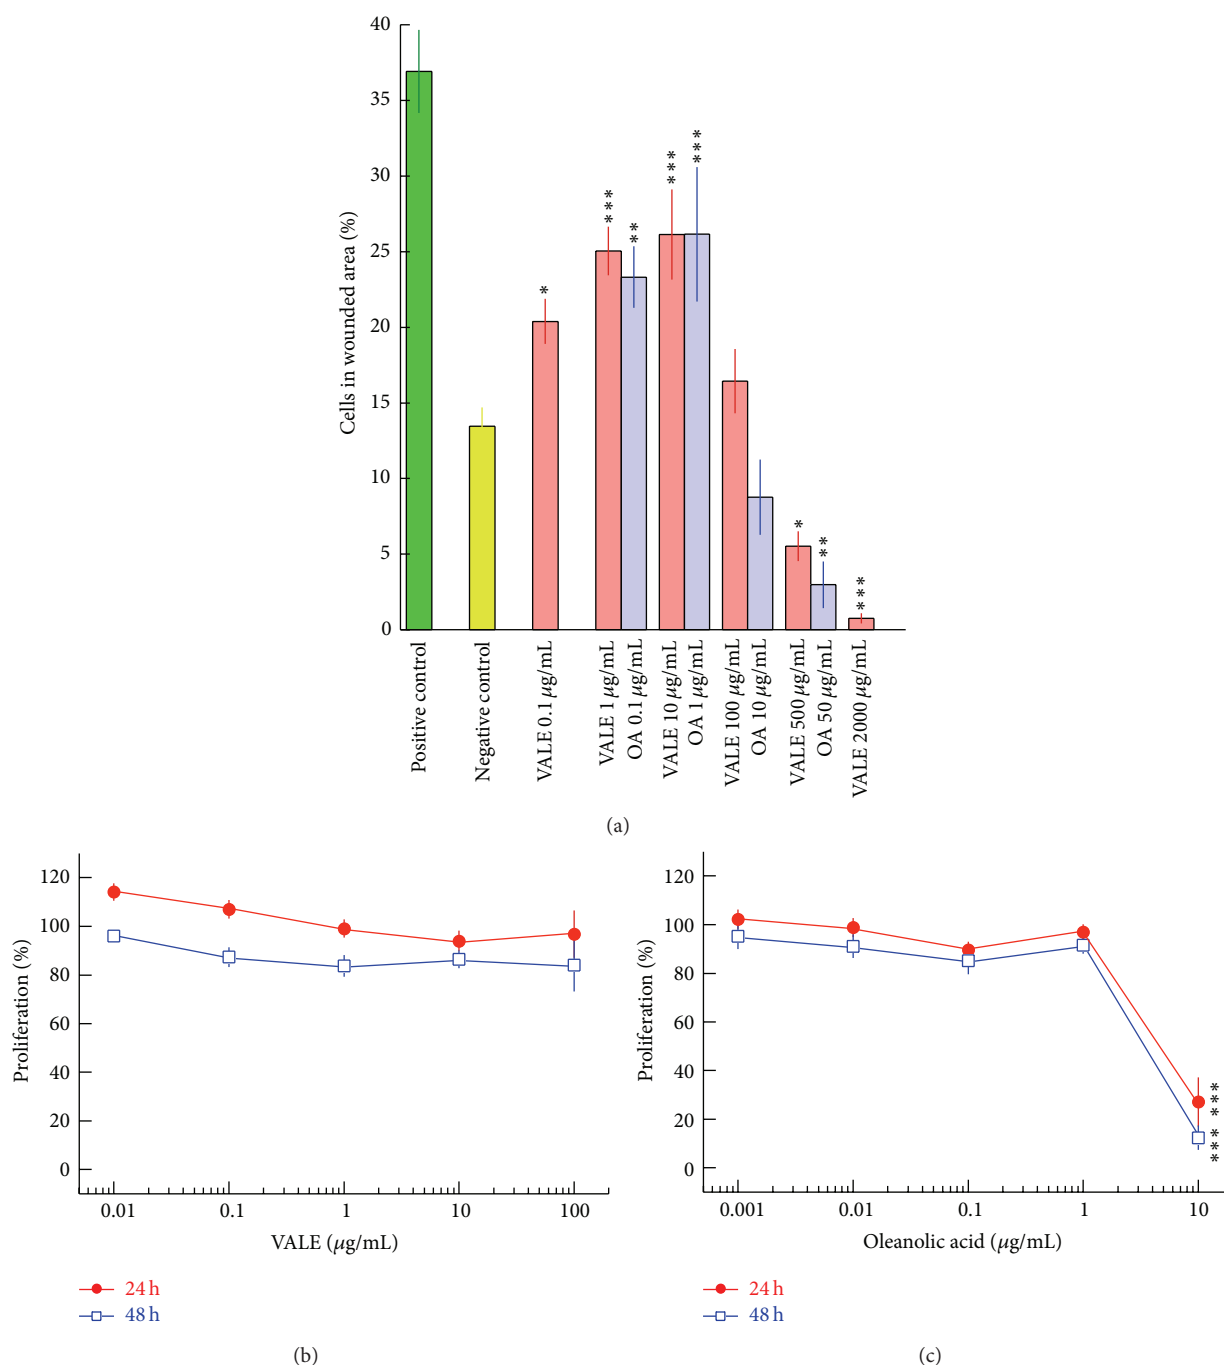 40
35
30
25
20
15
10
5
0
Cells in wounded area (%)
*
***
**
***
***
*
**
***
Positive control
Negative control
VALE 0.1 μg/mL
VALE 1 μg/mL
OA 0.1 μg/mL
VALE 10 μg/mL
OA 1 μg/mL
VALE 100 μg/mL
OA 10 μg/mL
VALE 500 μg/mL
OA 50 μg/mL
VALE 2000 μg/mL
(a)
120
100
80
60
40
20
0
Proliferation (%)
0.01 0.1 1 10 100
VALE (μg/mL)
24 h
48 h
(b)
120
100
80
60
40
20
0
Proliferation (%)
***
***
0.001 0.01 0.1 1 10
Oleanolic acid (μg/mL)
24 h
48 h
(c)